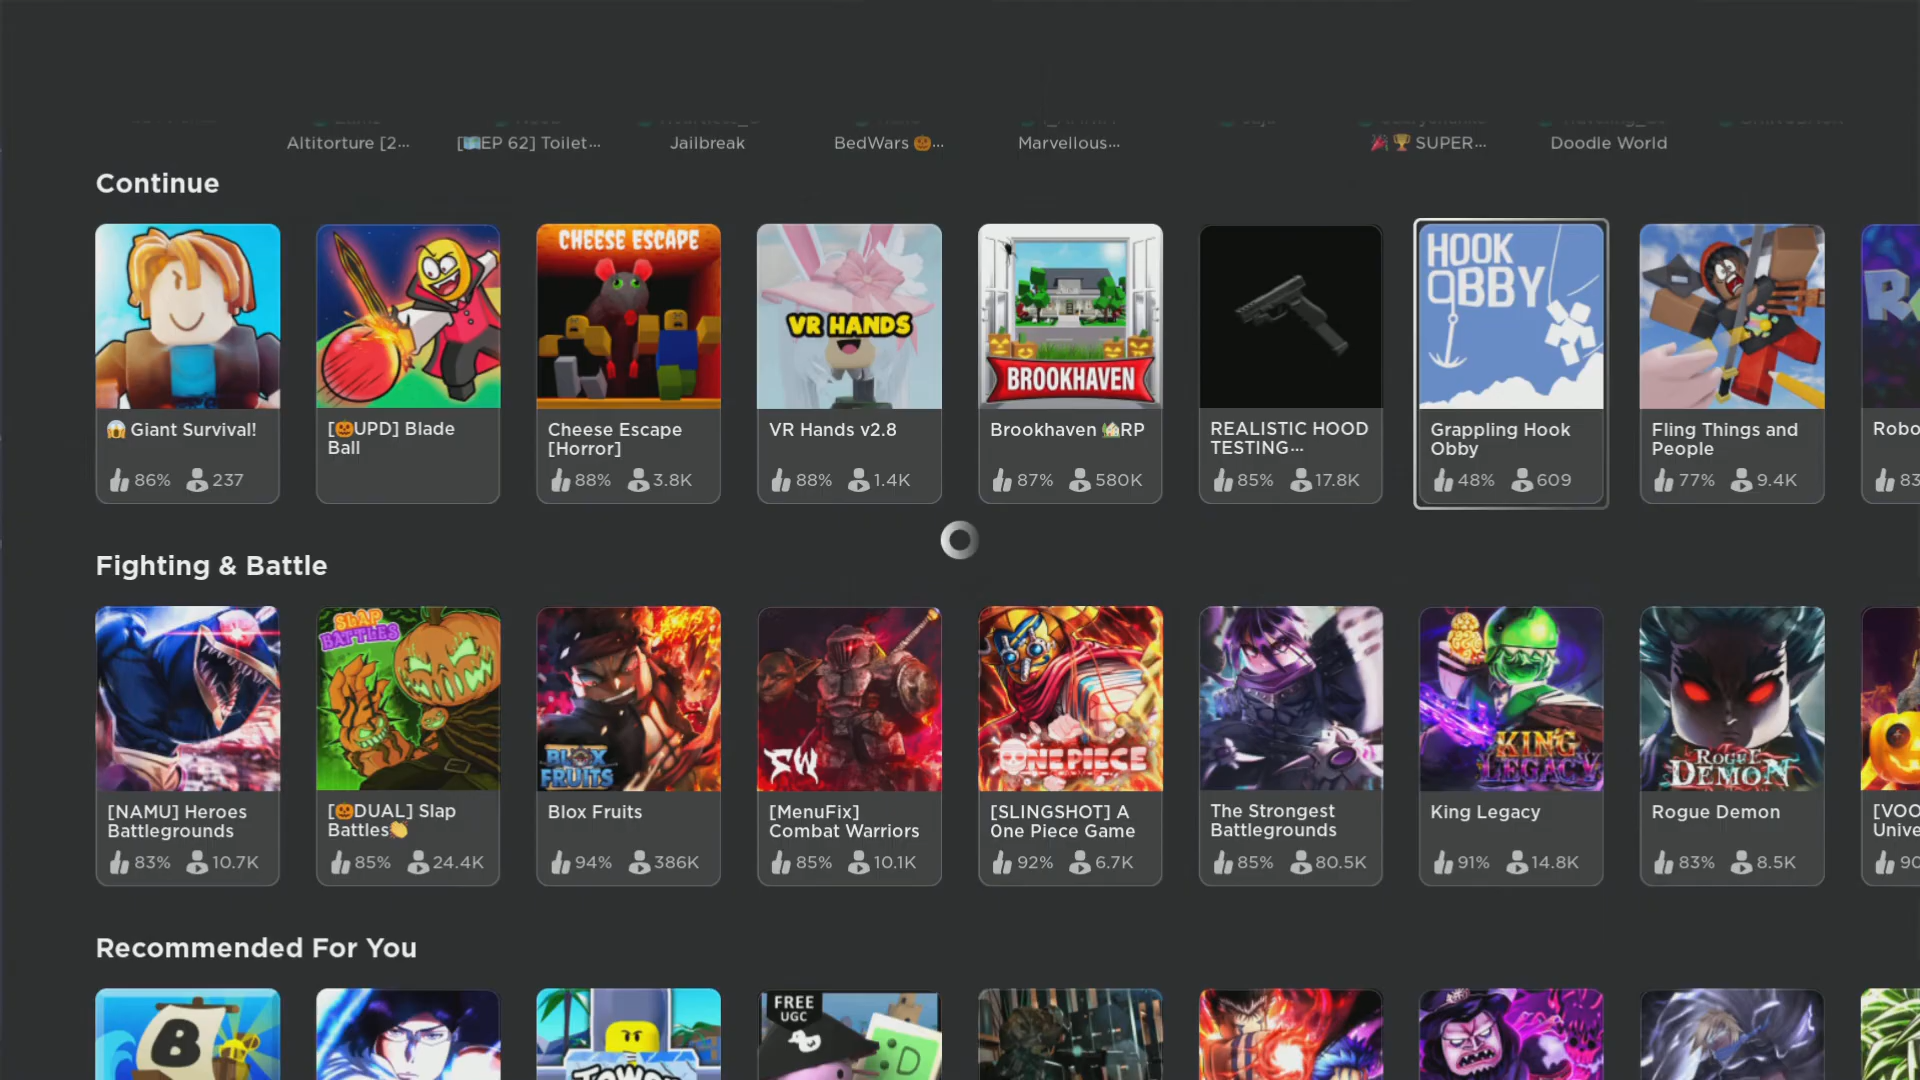 Altitorture [2...
[EP 62] Toilet...
Jailbreak
BedWars 🎃...
Marvellous...
🎉🏆 SUPER...
Doodle World
Continue
CHEESE ESCAPE
VR HANDS
BROOKHAVEN
HOOK
OBBY
😱 Giant Survival!
[🎃UPD] Blade
Ball
Cheese Escape
[Horror]
VR Hands v2.8
Brookhaven 🏡RP
REALISTIC HOOD
TESTING...
Grappling Hook
Obby
Fling Things and
People
Robo
86% 237
88% 3.8K
88% 1.4K
87% 580K
85% 17.8K
48% 609
77% 9.4K
83
Fighting & Battle
SLAP
BATTLES
BLOX
FRUITS
ONE PIECE
KING
LEGACY
ROGUE
DEMON
[NAMU] Heroes
Battlegrounds
[🎃DUAL] Slap
Battles👏
Blox Fruits
[MenuFix]
Combat Warriors
[SLINGSHOT] A
One Piece Game
The Strongest
Battlegrounds
King Legacy
Rogue Demon
[VOO
Unive
83% 10.7K
85% 24.4K
94% 386K
85% 10.1K
92% 6.7K
85% 80.5K
91% 14.8K
83% 8.5K
90
Recommended For You
B
FREE
UGC
D